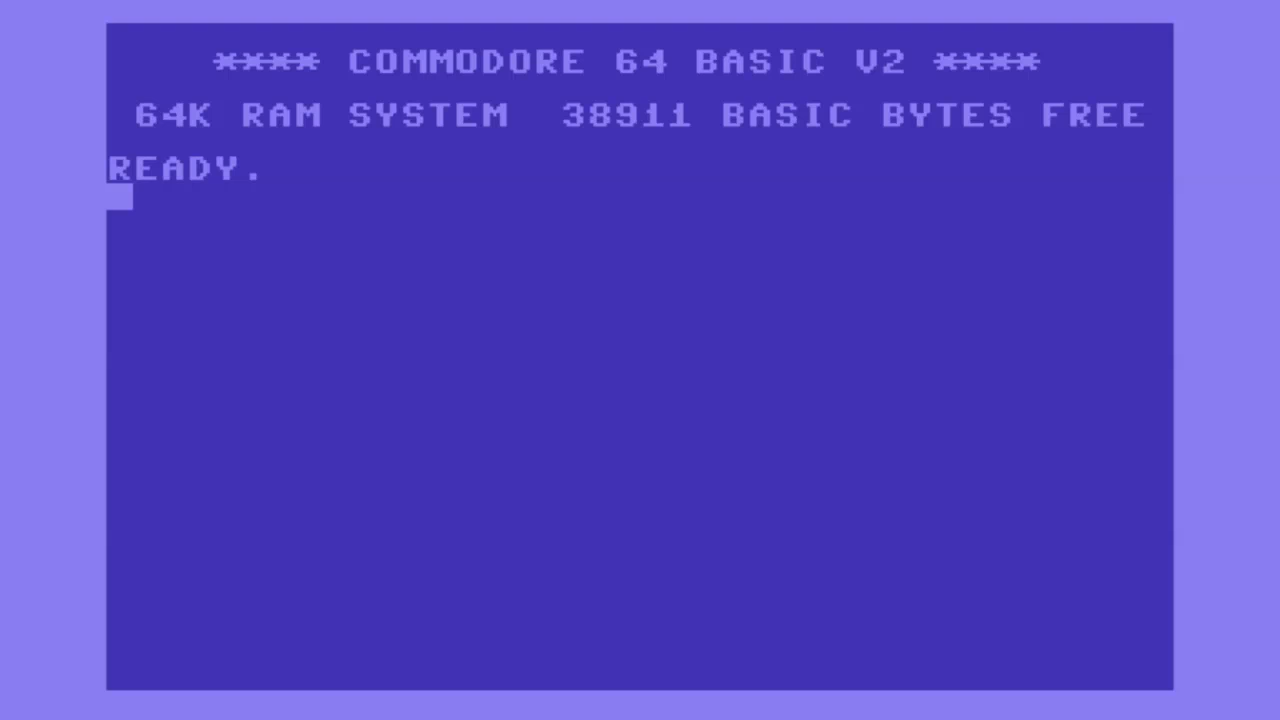 **** COMMODORE 64 BASIC V2 ****
64K RAM SYSTEM  38911 BASIC BYTES FREE
READY.